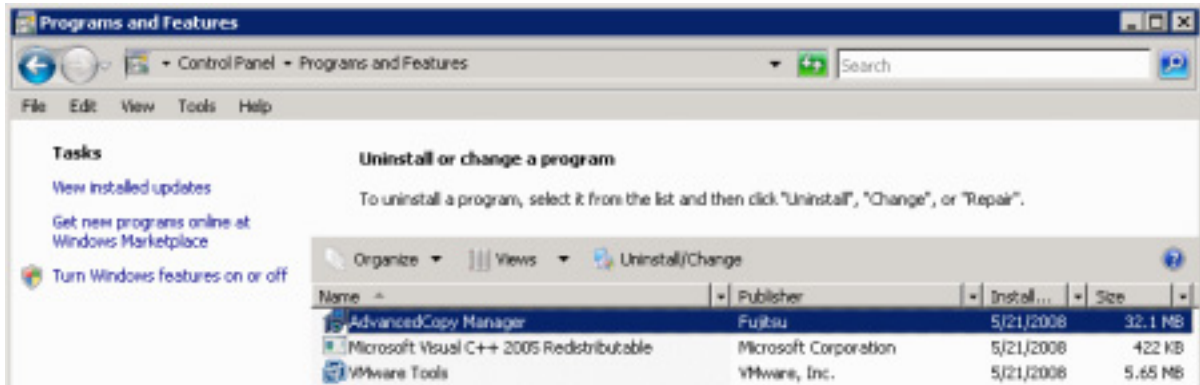 Programs and Features
Control Panel Programs and Features
Search
File Edit View Tools Help
Tasks
View installed updates
Get new programs online at
Windows Marketplace
Turn Windows features on or off
Uninstall or change a program
To uninstall a program, select it from the list and then click "Uninstall", "Change", or "Repair".
Organize Views Uninstall/Change
Name Publisher Install... Size
AdvancedCopy Manager Fujitsu 5/21/2008 32.1 MB
Microsoft Visual C++ 2005 Redistributable Microsoft Corporation 5/21/2008 422 KB
VMware Tools VMware, Inc. 5/21/2008 5.65 MB